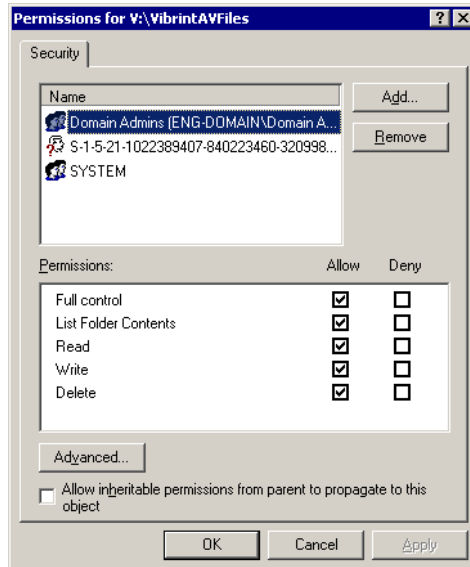 Permissions for V:\VibrintAVFiles
Security
Name
Add...
Domain Admins (ENG-DOMAIN\Domain A...
Remove
S-1-5-21-1022389407-840223460-320998...
SYSTEM
Permissions: Allow Deny
Full control
List Folder Contents
Read
Write
Delete
Advanced...
Allow inheritable permissions from parent to propagate to this
object
OK Cancel Apply